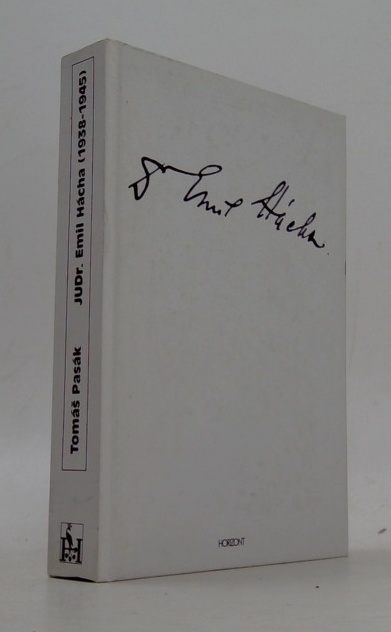 Tomáš Pasák JUDr. Emil Hácha (1938-1945)
Dr Emil Hácha
HORIZONT
H